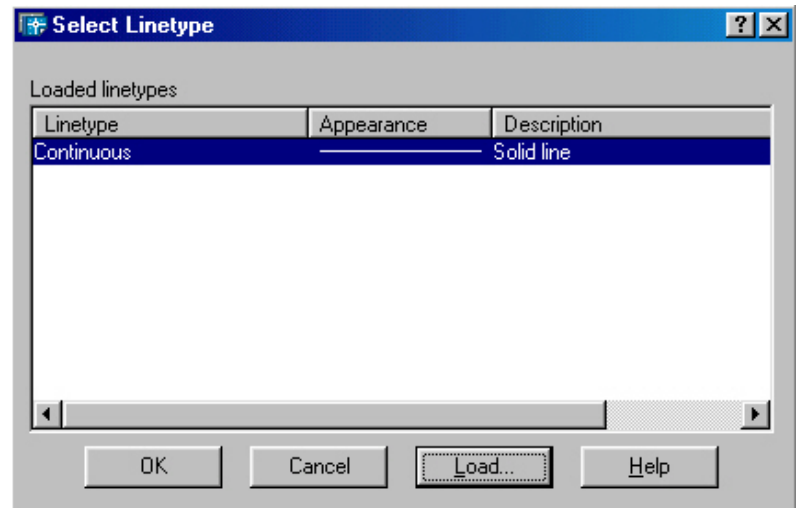 Select Linetype
Loaded linetypes
Linetype Appearance Description
Continuous Solid line
OK Cancel Load... Help